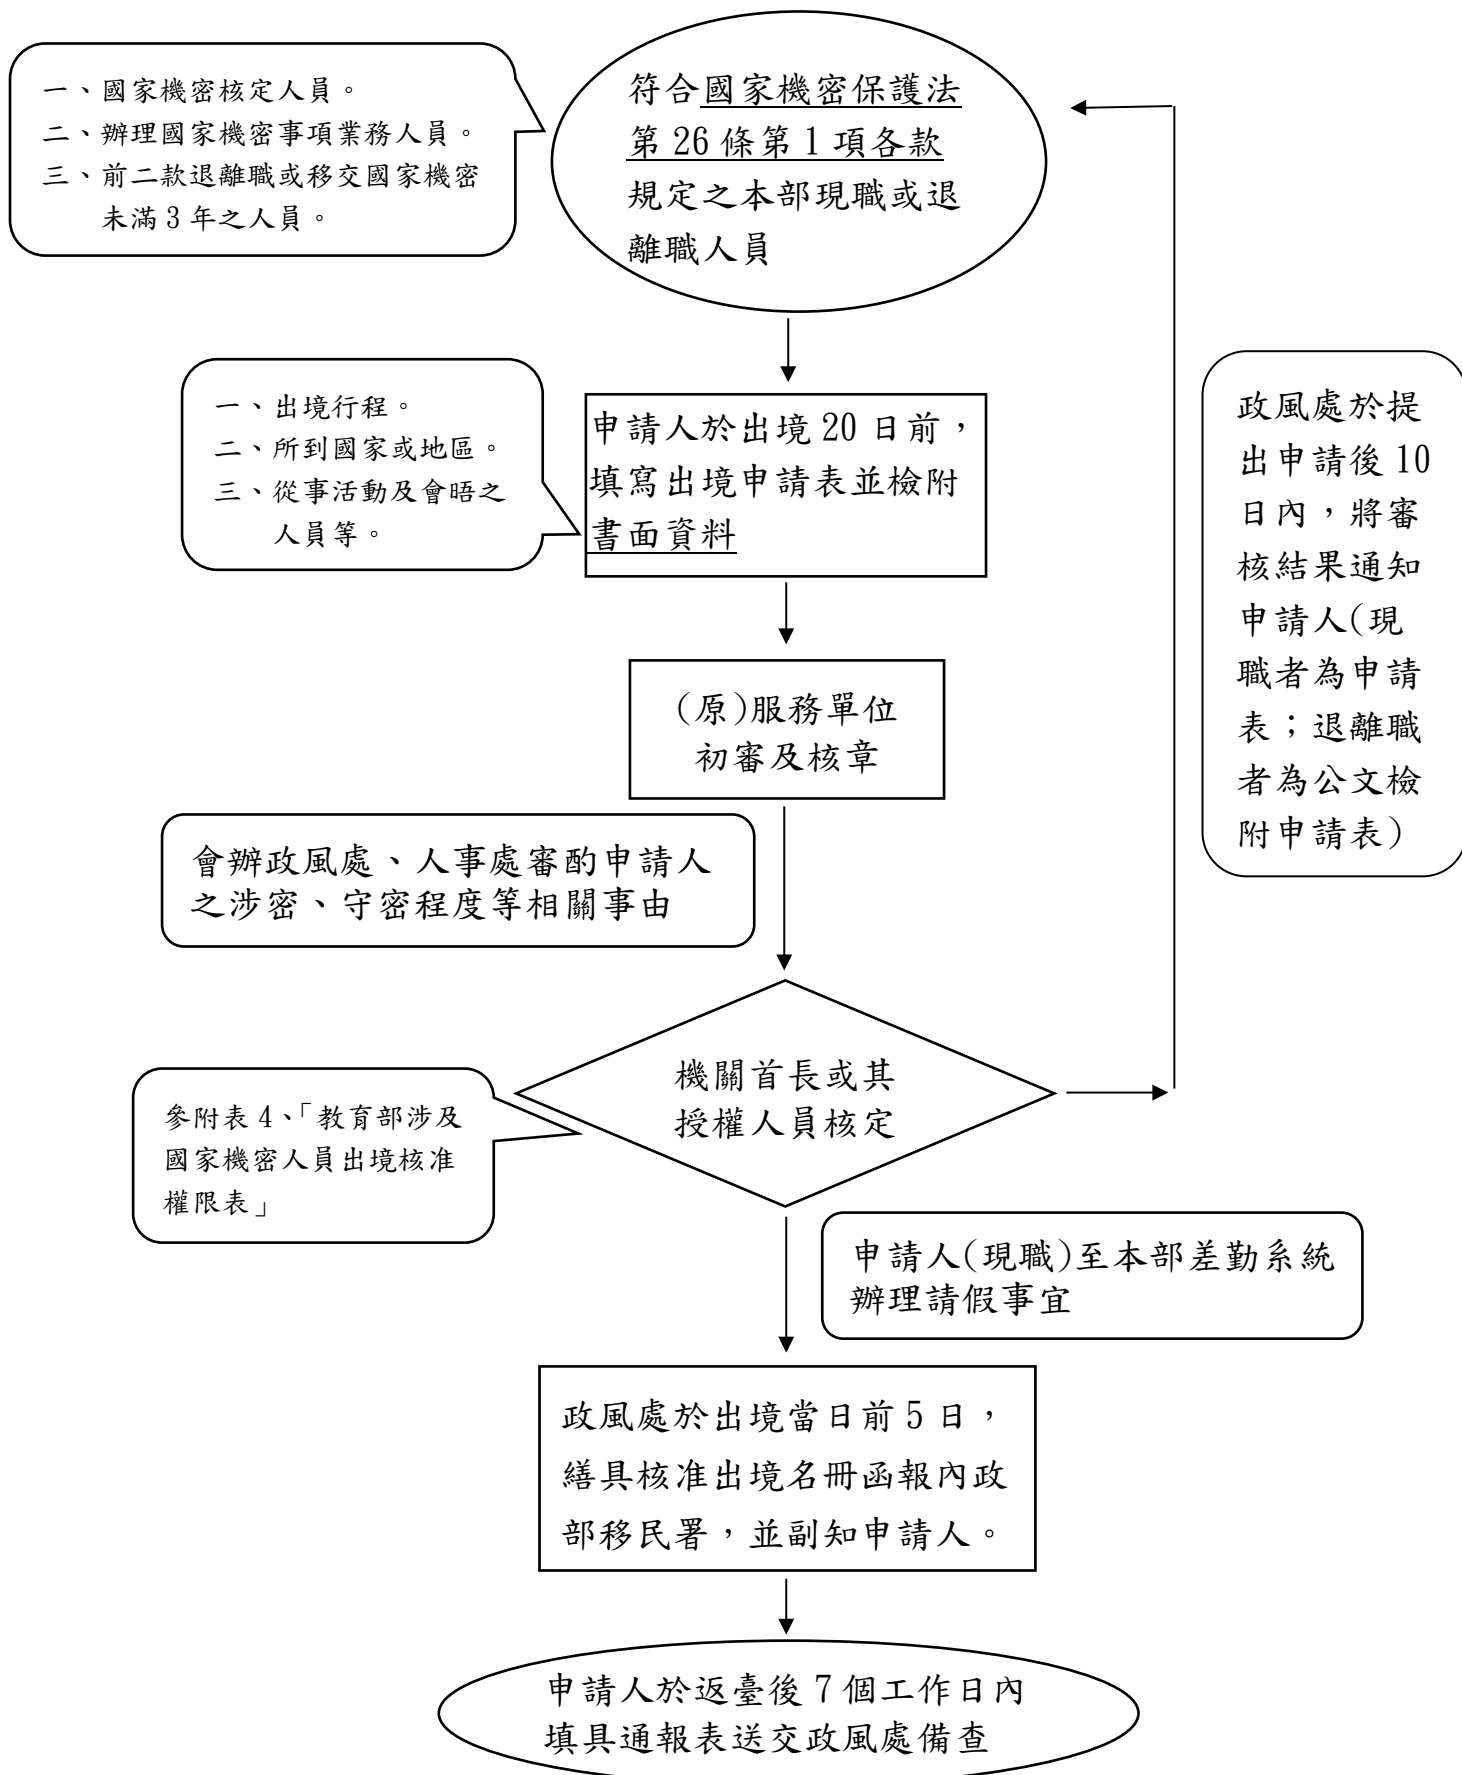 一、國家機密核定人員。
二、辦理國家機密事項業務人員。
三、前二款退離職或移交國家機密
未滿3年之人員。
符合國家機密保護法
第26條第1項各款
規定之本部現職或退
離職人員
一、出境行程。
二、所到國家或地區。
三、從事活動及會晤之
人員等。
申請人於出境20日前，
填寫出境申請表並檢附
書面資料
政風處於提
出申請後10
日內，將審
核結果通知
申請人(現
職者為申請
表；退離職
者為公文檢
附申請表)
(原)服務單位
初審及核章
會辦政風處、人事處審酌申請人
之涉密、守密程度等相關事由
機關首長或其
授權人員核定
參附表4、「教育部涉及
國家機密人員出境核准
權限表」
申請人(現職)至本部差勤系統
辦理請假事宜
政風處於出境當日前5日，
繕具核准出境名冊函報內政
部移民署，並副知申請人。
申請人於返臺後7個工作日內
填具通報表送交政風處備查